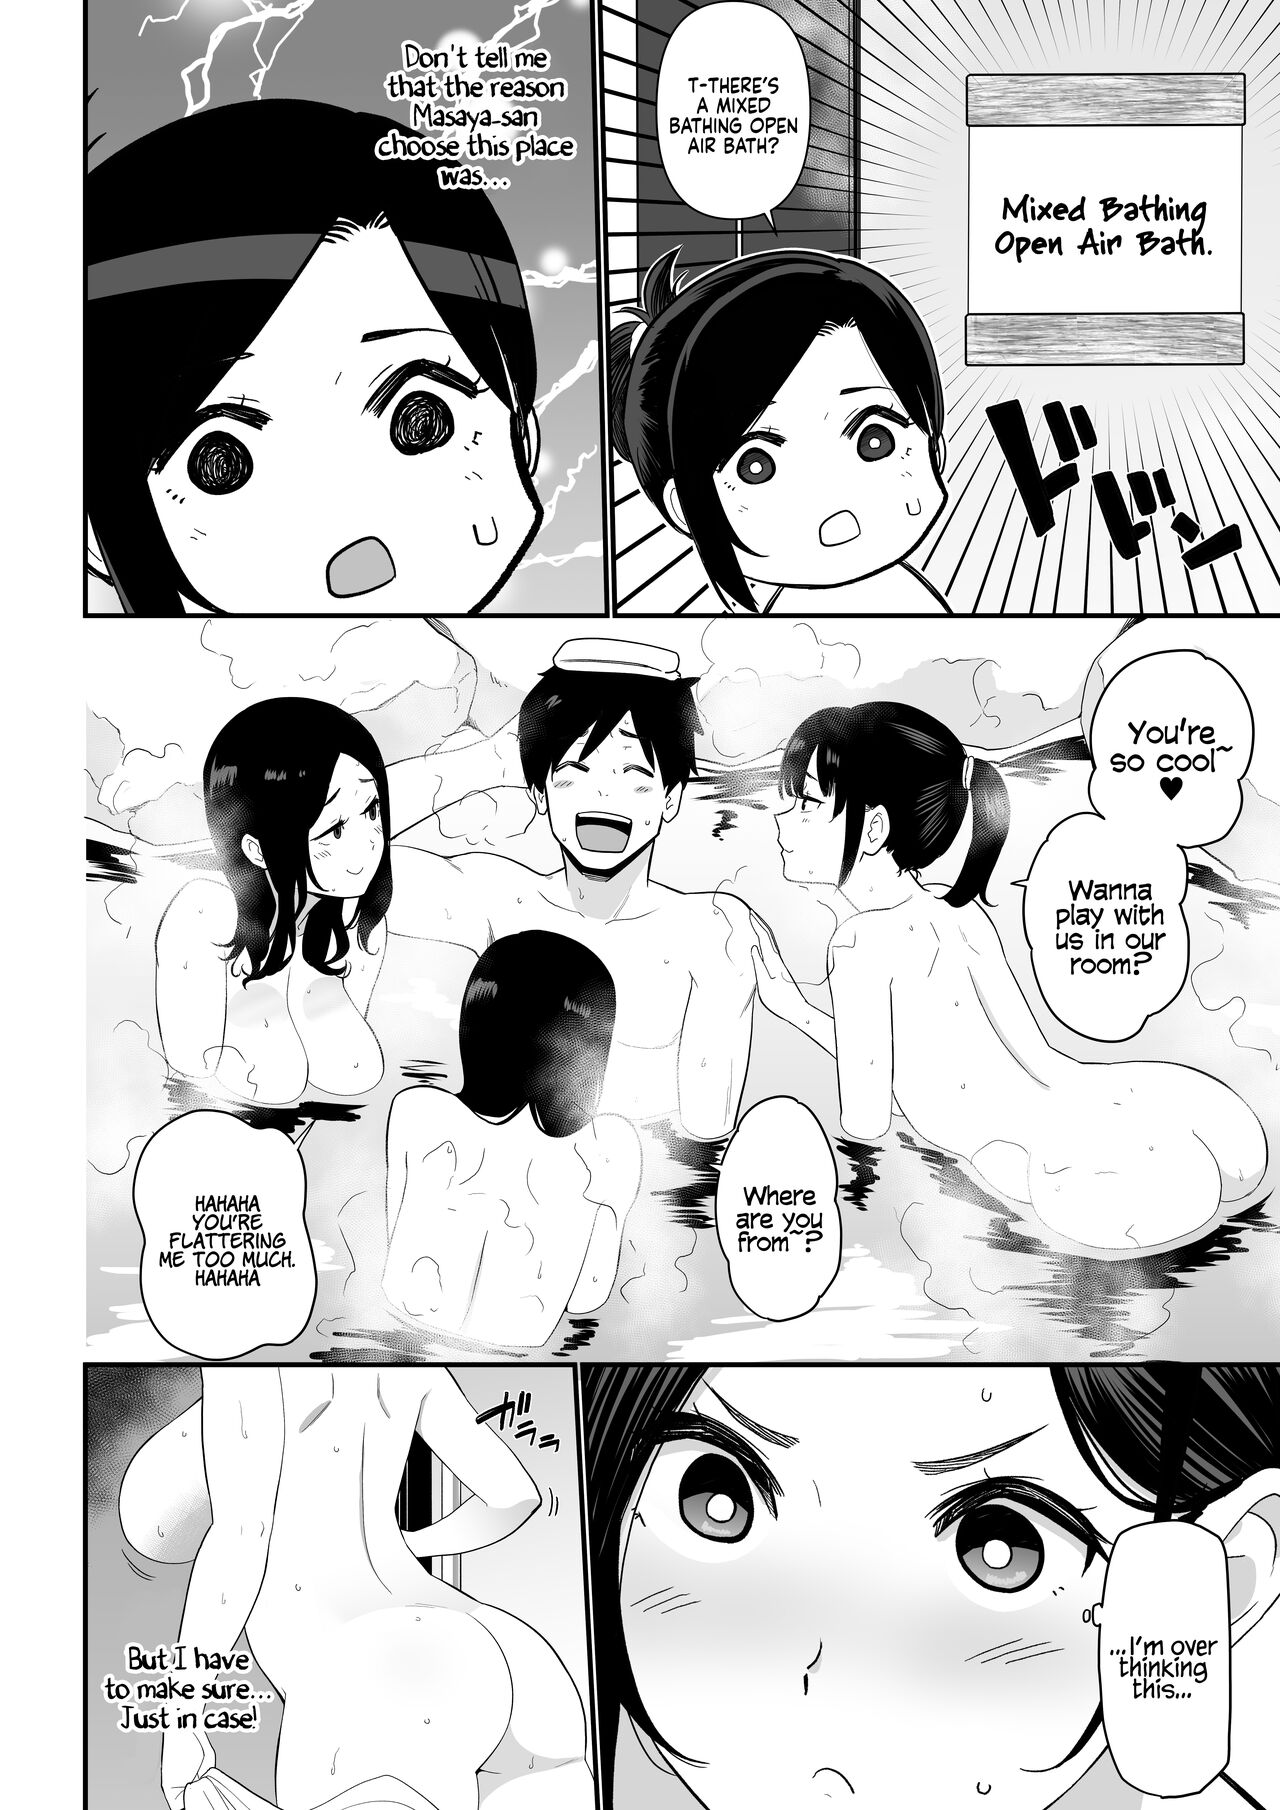 Mixed Bathing
Open Air Bath.
T-THERE'S
A MIXED
BATHING OPEN
AIR BATH?
ドドドン
Don't tell me
that the reason
Masaya-san
choose this place
was...
You're
so cool~
♥
Wanna
play with
us in our
room?
Where
are you
from~?
HAHAHA
YOU'RE
FLATTERING
ME TOO MUCH.
HAHAHA
...I'm over
thinking
this...
ガララ
But I have
to make sure...
Just in case!